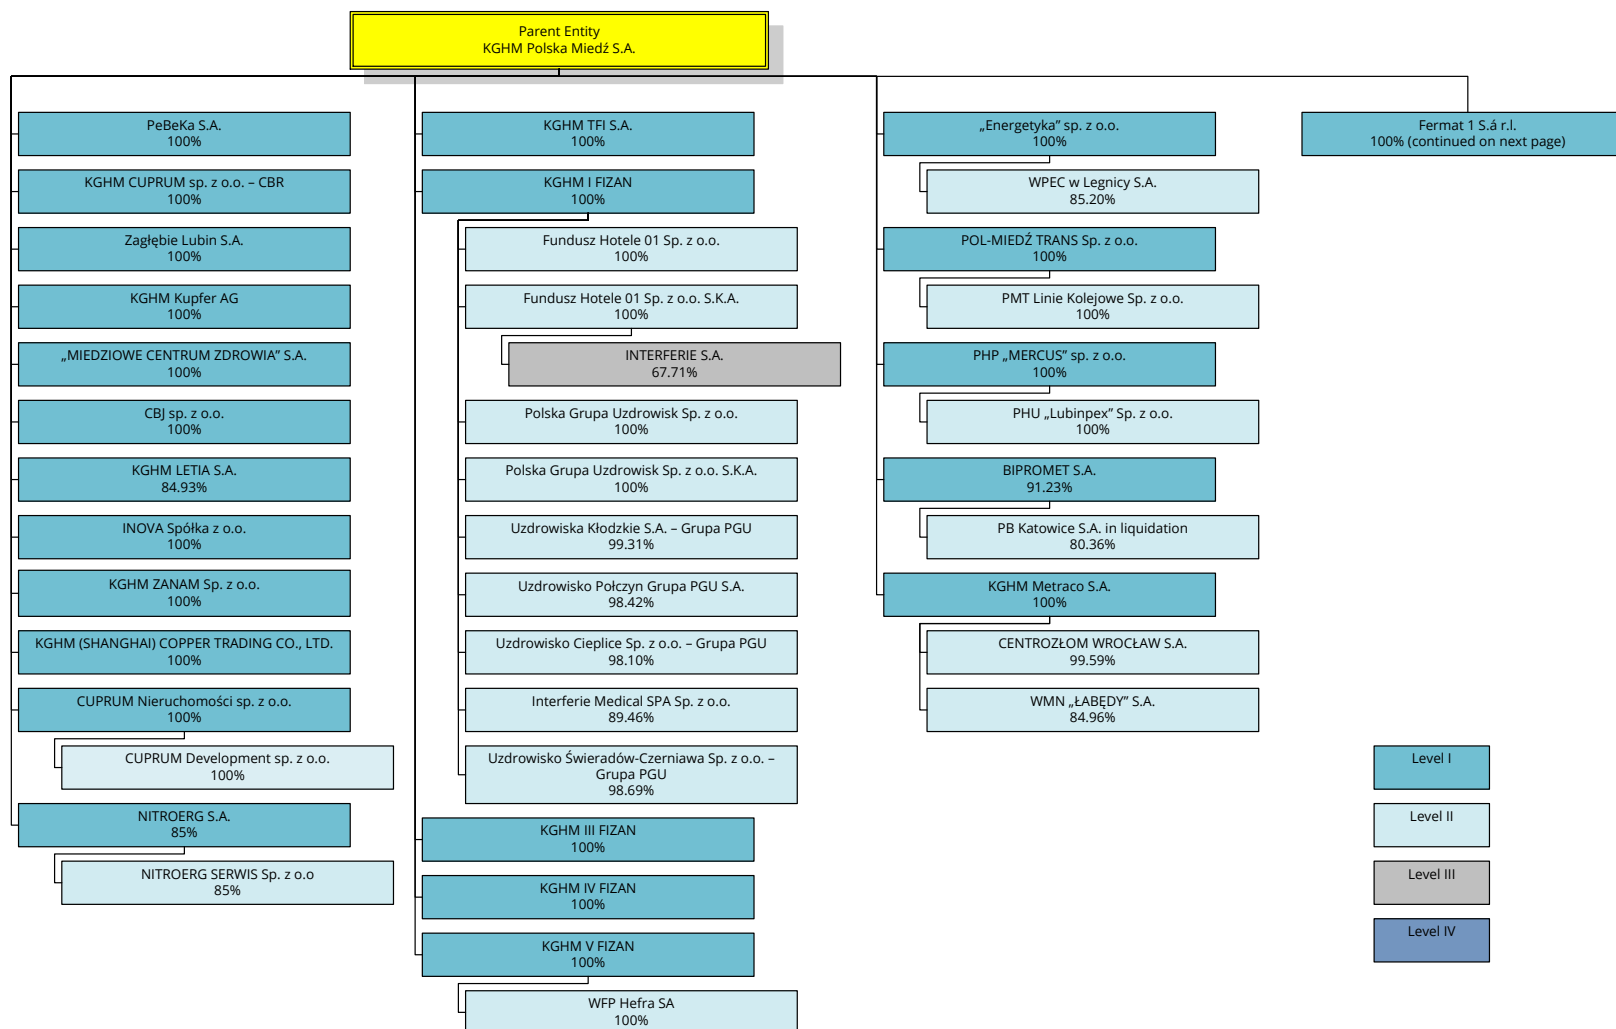 Parent Entity
KGHM Polska Miedź S.A.
PeBeKa S.A.
100%
KGHM CUPRUM sp. z o.o. – CBR
100%
Zagłębie Lubin S.A.
100%
KGHM Kupfer AG
100%
„MIEDZIOWE CENTRUM ZDROWIA” S.A.
100%
CBJ sp. z o.o.
100%
KGHM LETIA S.A.
84.93%
INOVA Spółka z o.o.
100%
KGHM ZANAM Sp. z o.o.
100%
KGHM (SHANGHAI) COPPER TRADING CO., LTD.
100%
CUPRUM Nieruchomości sp. z o.o.
100%
CUPRUM Development sp. z o.o.
100%
NITROERG S.A.
85%
NITROERG SERWIS Sp. z o.o
85%
KGHM TFI S.A.
100%
KGHM I FIZAN
100%
Fundusz Hotele 01 Sp. z o.o.
100%
Fundusz Hotele 01 Sp. z o.o. S.K.A.
100%
INTERFERIE S.A.
67.71%
Polska Grupa Uzdrowisk Sp. z o.o.
100%
Polska Grupa Uzdrowisk Sp. z o.o. S.K.A.
100%
Uzdrowiska Kłodzkie S.A. – Grupa PGU
99.31%
Uzdrowisko Połczyn Grupa PGU S.A.
98.42%
Uzdrowisko Cieplice Sp. z o.o. – Grupa PGU
98.10%
Interferie Medical SPA Sp. z o.o.
89.46%
Uzdrowisko Świeradów-Czerniawa Sp. z o.o. –
Grupa PGU
98.69%
KGHM III FIZAN
100%
KGHM IV FIZAN
100%
KGHM V FIZAN
100%
WFP Hefra SA
100%
„Energetyka” sp. z o.o.
100%
WPEC w Legnicy S.A.
85.20%
POL-MIEDŹ TRANS Sp. z o.o.
100%
PMT Linie Kolejowe Sp. z o.o.
100%
PHP „MERCUS” sp. z o.o.
100%
PHU „Lubinpex” Sp. z o.o.
100%
BIPROMET S.A.
91.23%
PB Katowice S.A. in liquidation
80.36%
KGHM Metraco S.A.
100%
CENTROZŁOM WROCŁAW S.A.
99.59%
WMN „ŁABĘDY” S.A.
84.96%
Fermat 1 S.á r.l.
100% (continued on next page)
Level I
Level II
Level III
Level IV